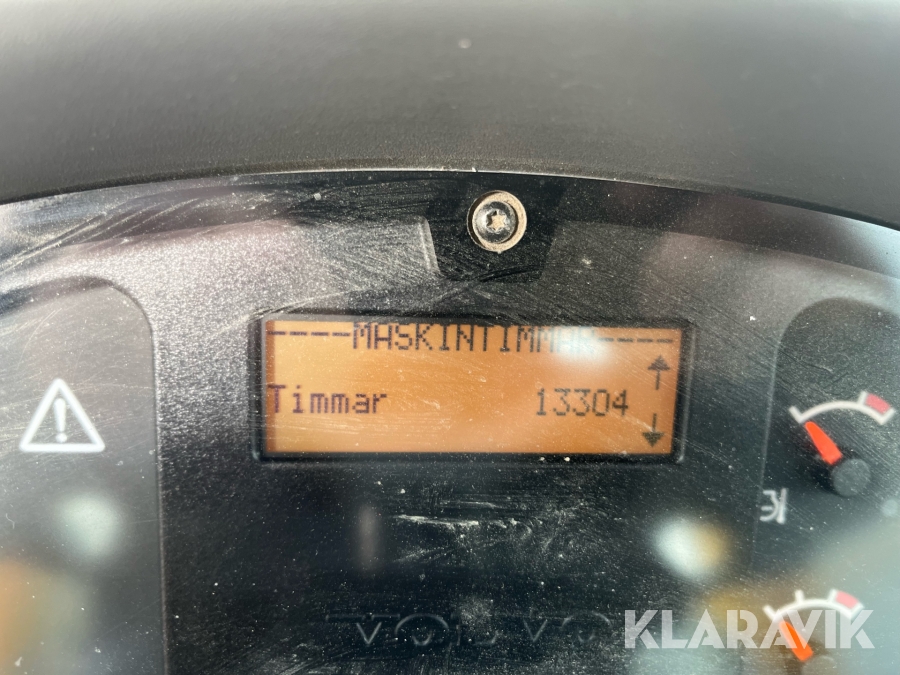 ----MASKINTIMMAR----
Timmar 13304
VOLVO
KLARAVIK